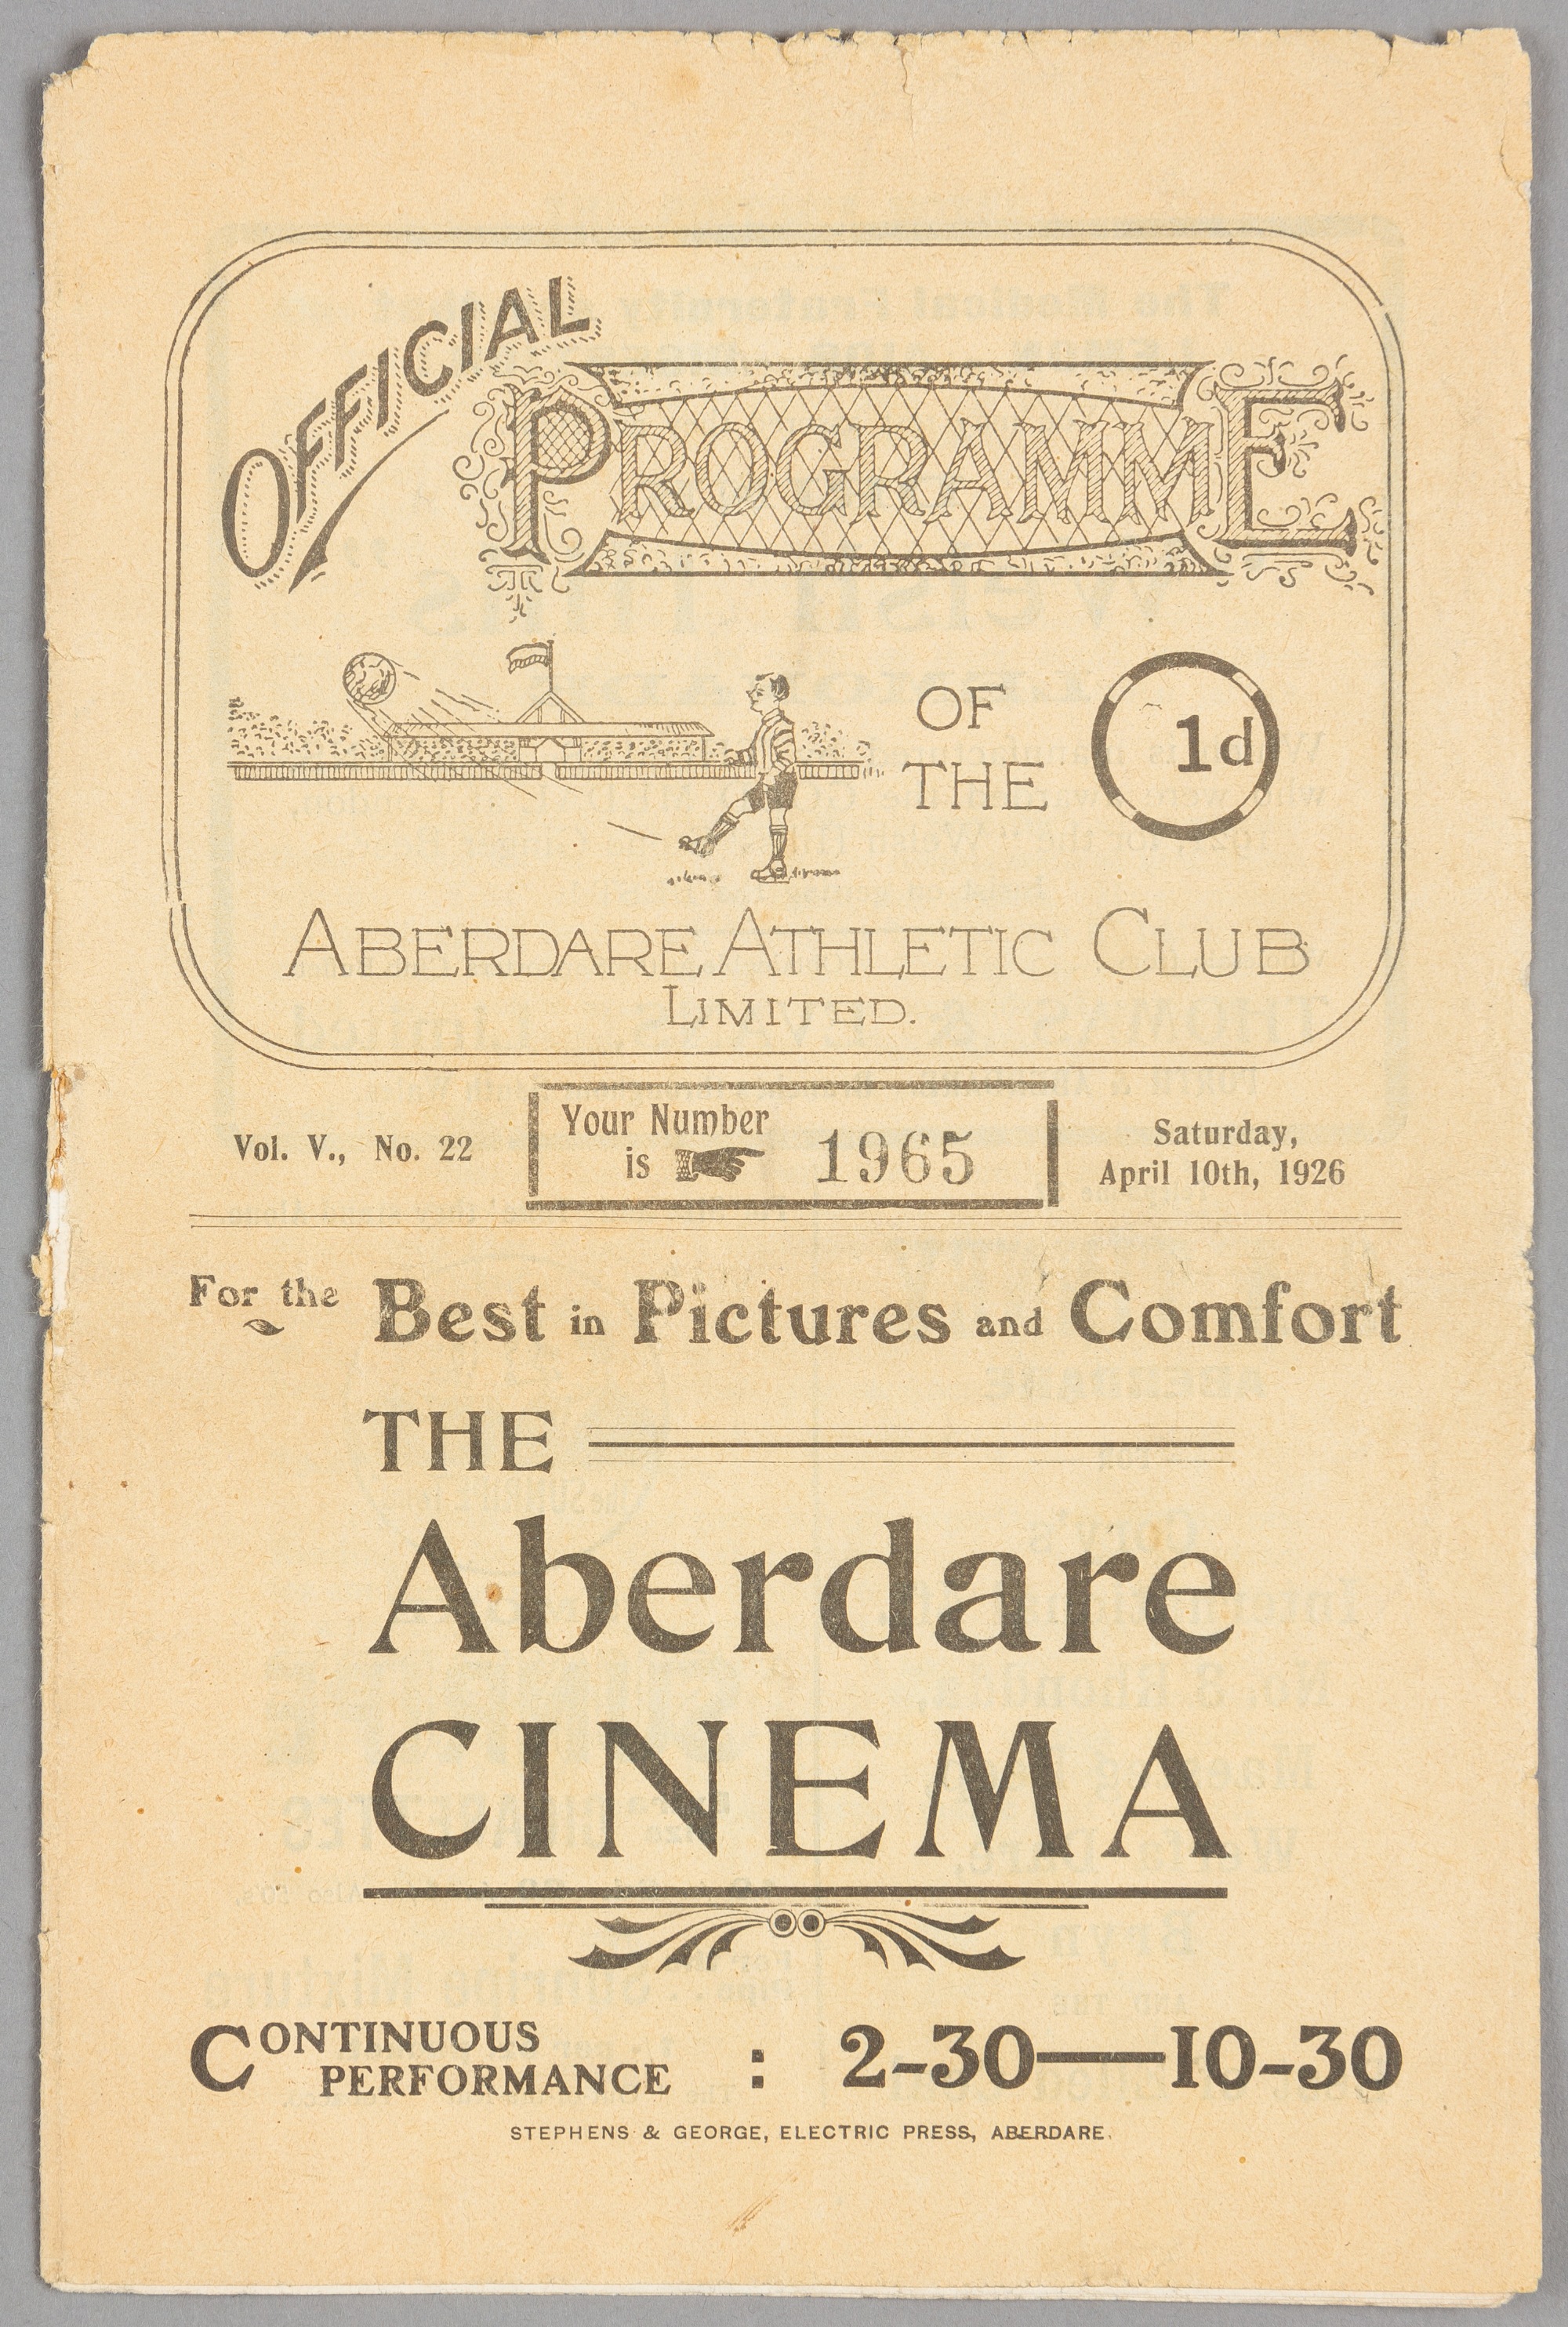 OFFICIAL
PROGRAMME
OF
THE
1d
ABERDARE ATHLETIC CLUB
LIMITED.
Vol. V., No. 22
Your Number
is 1965
Saturday,
April 10th, 1926
For the Best in Pictures and Comfort
THE
Aberdare
CINEMA
CONTINUOUS
PERFORMANCE : 2-30—10-30
STEPHENS & GEORGE, ELECTRIC PRESS, ABERDARE.